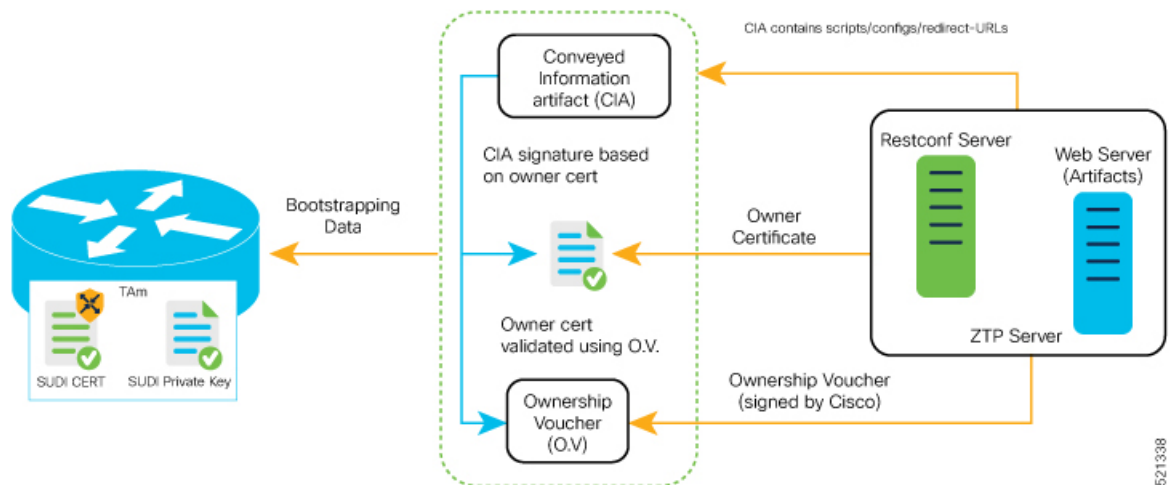 CIA contains scripts/configs/redirect-URLs
Conveyed
Information
artifact (CIA)
Restconf Server
Web Server
(Artifacts)
CIA signature based
on owner cert
Bootstrapping
Data
Owner
Certificate
TAm
SUDI CERT
SUDI Private Key
Owner cert
validated using O.V.
ZTP Server
Ownership Voucher
(signed by Cisco)
Ownership
Voucher
(O.V)
521338